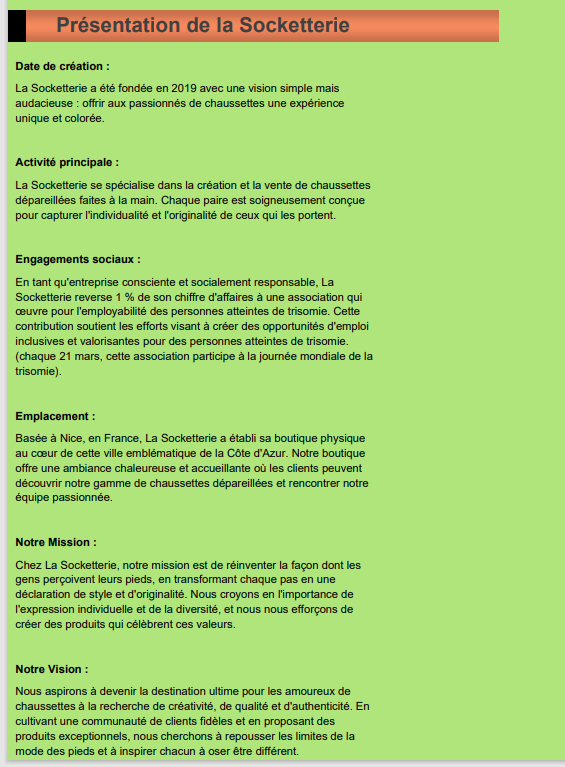 Présentation de la Socketterie
Date de création :
La Socketterie a été fondée en 2019 avec une vision simple mais
audacieuse : offrir aux passionnés de chaussettes une expérience
unique et colorée.
Activité principale :
La Socketterie se spécialise dans la création et la vente de chaussettes
dépareillées faites à la main. Chaque paire est soigneusement conçue
pour capturer l'individualité et l'originalité de ceux qui les portent.
Engagements sociaux :
En tant qu'entreprise consciente et socialement responsable, La
Socketterie reverse 1 % de son chiffre d'affaires à une association qui
œuvre pour l'employabilité des personnes atteintes de trisomie. Cette
contribution soutient les efforts visant à créer des opportunités d'emploi
inclusives et valorisantes pour des personnes atteintes de trisomie.
(chaque 21 mars, cette association participe à la journée mondiale de la
trisomie).
Emplacement :
Basée à Nice, en France, La Socketterie a établi sa boutique physique
au cœur de cette ville emblématique de la Côte d'Azur. Notre boutique
offre une ambiance chaleureuse et accueillante où les clients peuvent
découvrir notre gamme de chaussettes dépareillées et rencontrer notre
équipe passionnée.
Notre Mission :
Chez La Socketterie, notre mission est de réinventer la façon dont les
gens perçoivent leurs pieds, en transformant chaque pas en une
déclaration de style et d'originalité. Nous croyons en l'importance de
l'expression individuelle et de la diversité, et nous nous efforçons de
créer des produits qui célèbrent ces valeurs.
Notre Vision :
Nous aspirons à devenir la destination ultime pour les amoureux de
chaussettes à la recherche de créativité, de qualité et d'authenticité. En
cultivant une communauté de clients fidèles et en proposant des
produits exceptionnels, nous cherchons à repousser les limites de la
mode des pieds et à inspirer chacun à oser être différent.